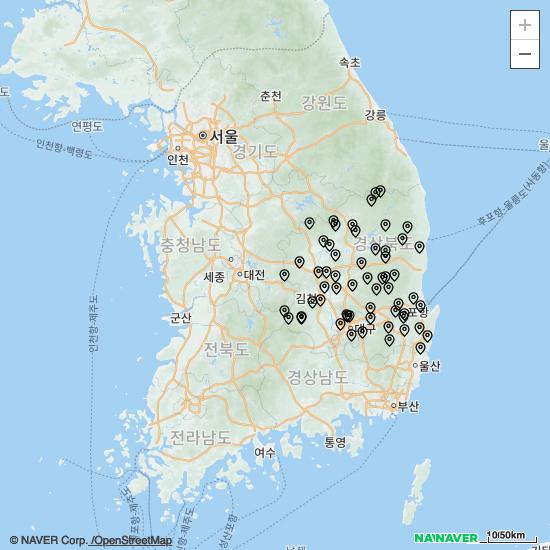 +
−
속초
춘천
강원도
강릉
도
연평도
서울
경기도
인천
인천항-백령도
울
후포항-울릉도(사동항)
충청남도
경상북도
세종
대전
김천
인천항-제주도
군산
포항
대구
전북도
경상남도
울산
부산
전라남도
여수
통영
© NAVER Corp. /OpenStreetMap
NAVER
10/50km